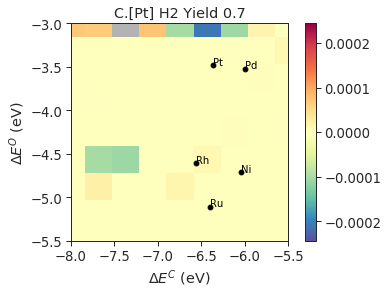 C.[Pt] H2 Yield 0.7
−3.0
−3.5
−4.0
−4.5
−5.0
−5.5
ΔE^O (eV)
Pt
Pd
Rh
Ni
Ru
−8.0 −7.5 −7.0 −6.5 −6.0 −5.5
ΔE^C (eV)
0.0002
0.0001
0.0000
−0.0001
−0.0002